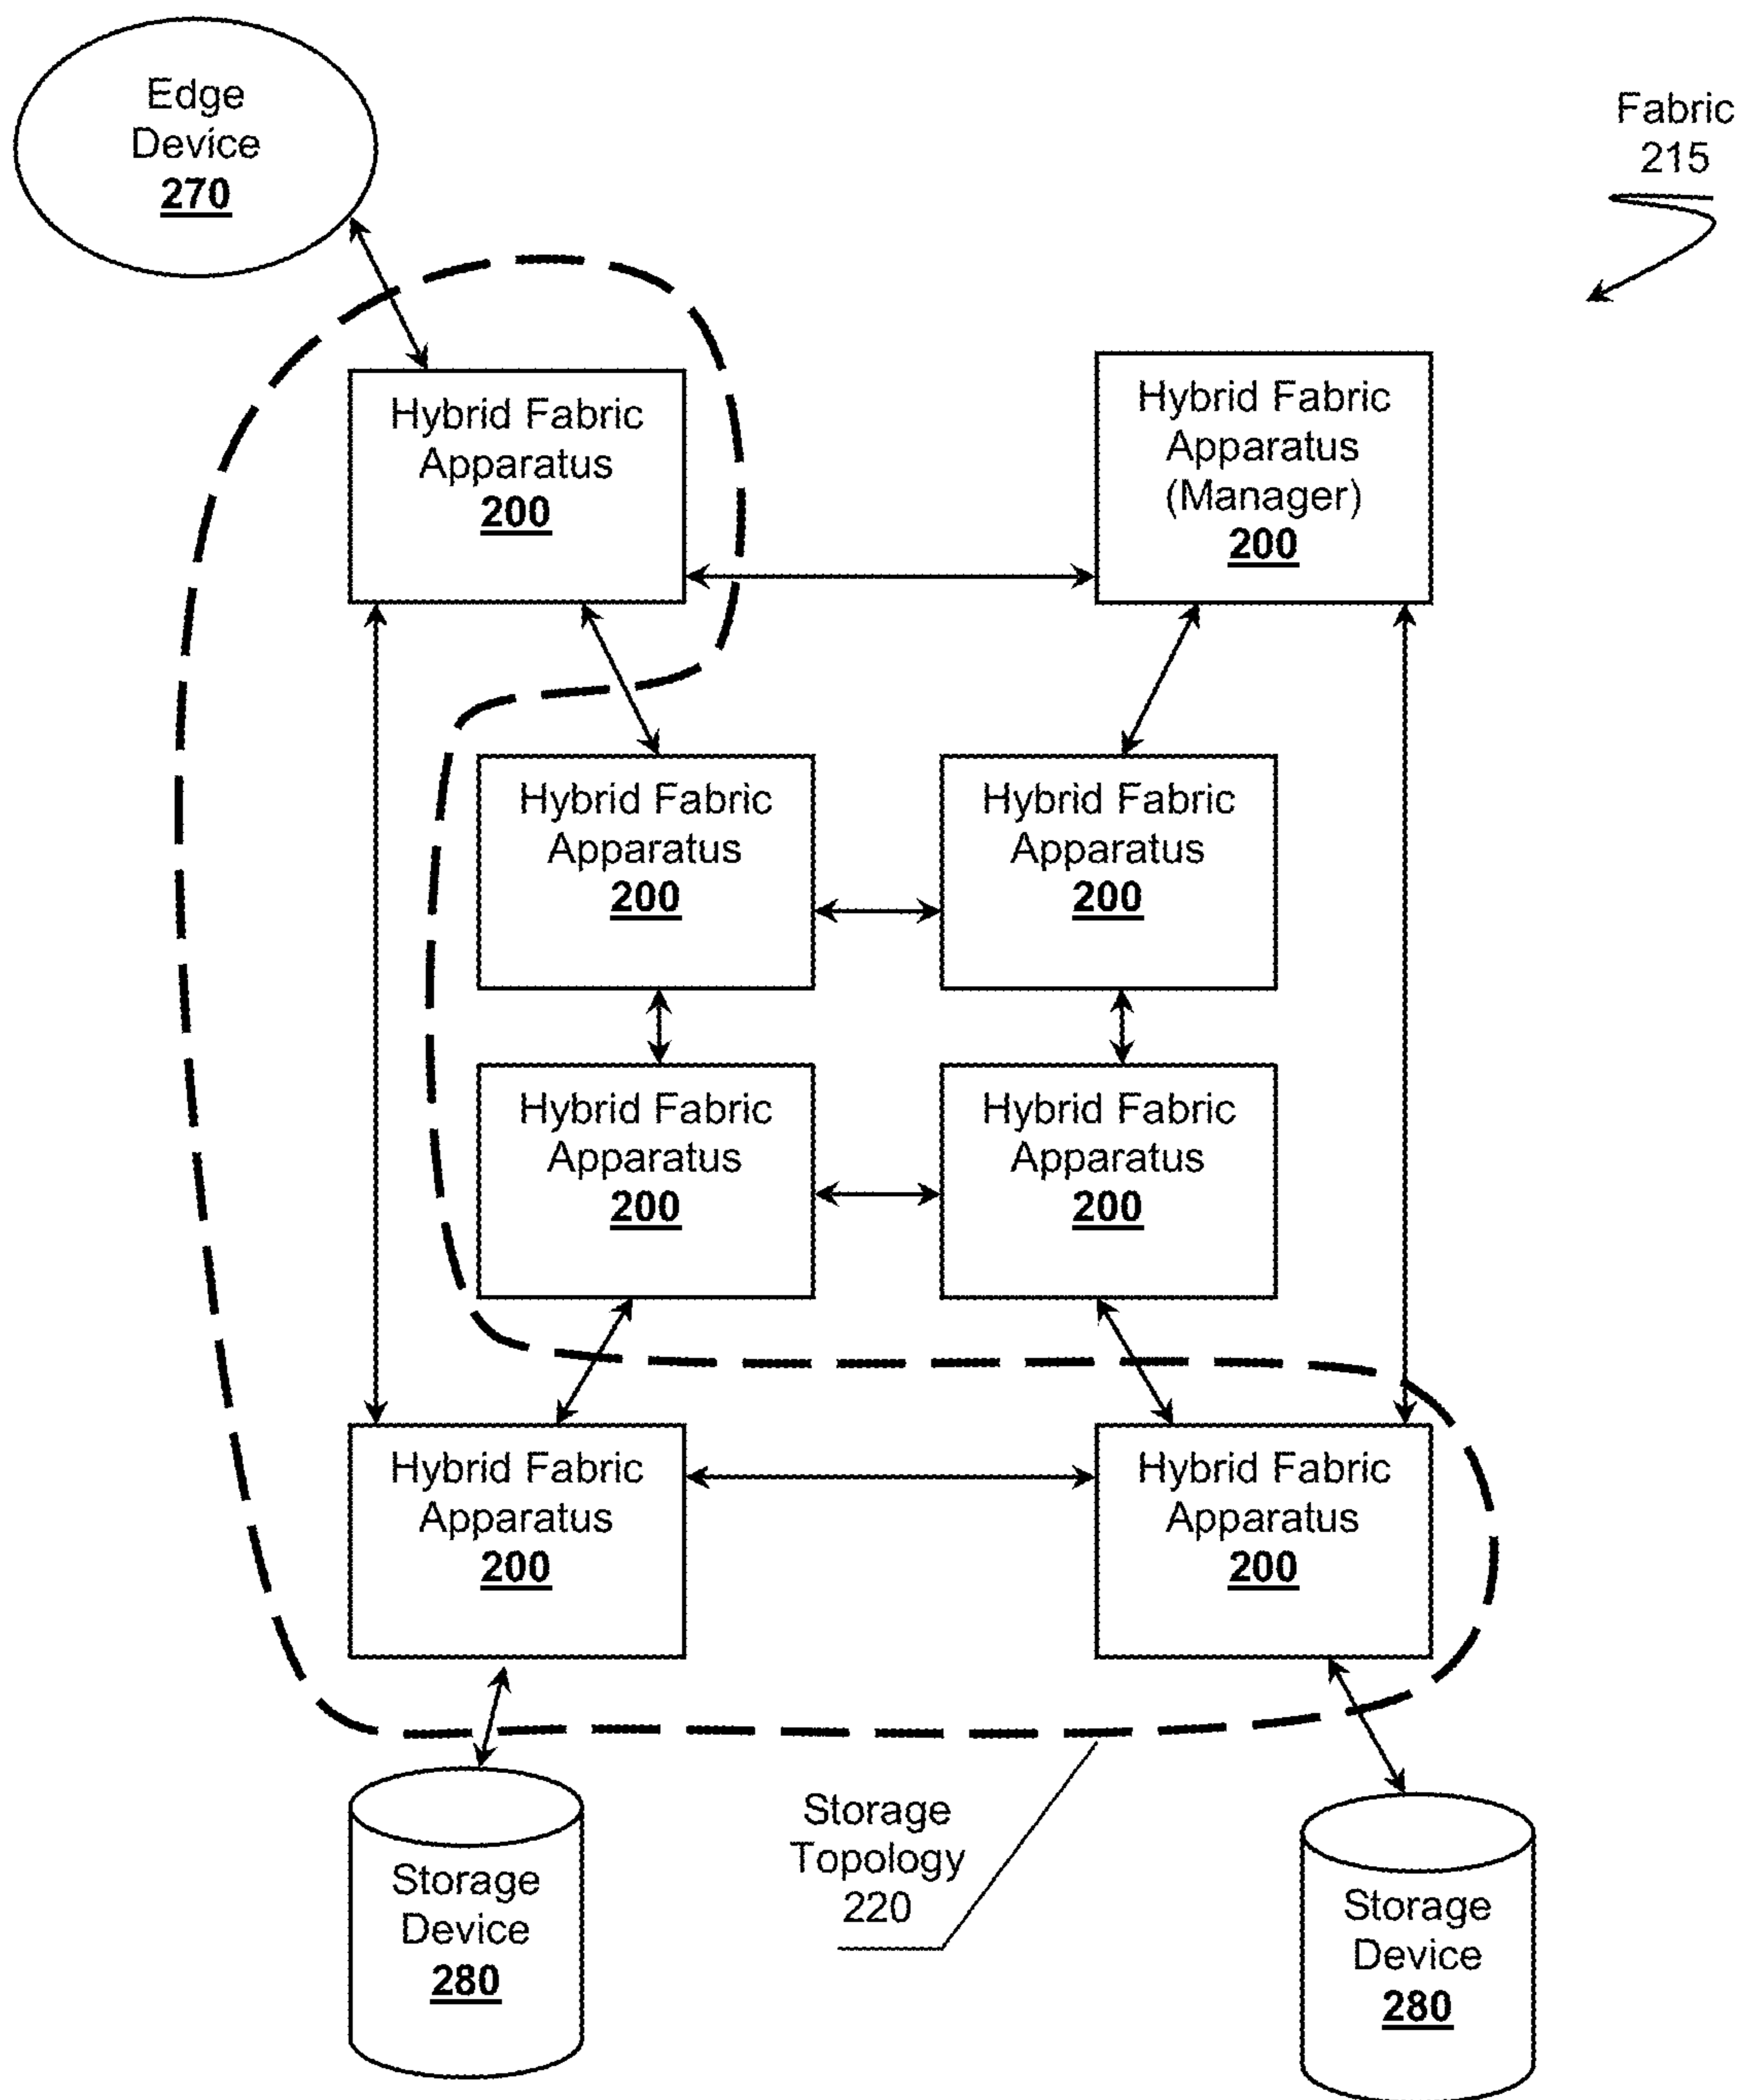 Edge
Device
270
Fabric
215
Hybrid Fabric
Apparatus
200
Hybrid Fabric
Apparatus
(Manager)
200
Hybrid Fabric
Apparatus
200
Hybrid Fabric
Apparatus
200
Hybrid Fabric
Apparatus
200
Hybrid Fabric
Apparatus
200
Hybrid Fabric
Apparatus
200
Hybrid Fabric
Apparatus
200
Storage
Device
280
Storage
Topology
220
Storage
Device
280